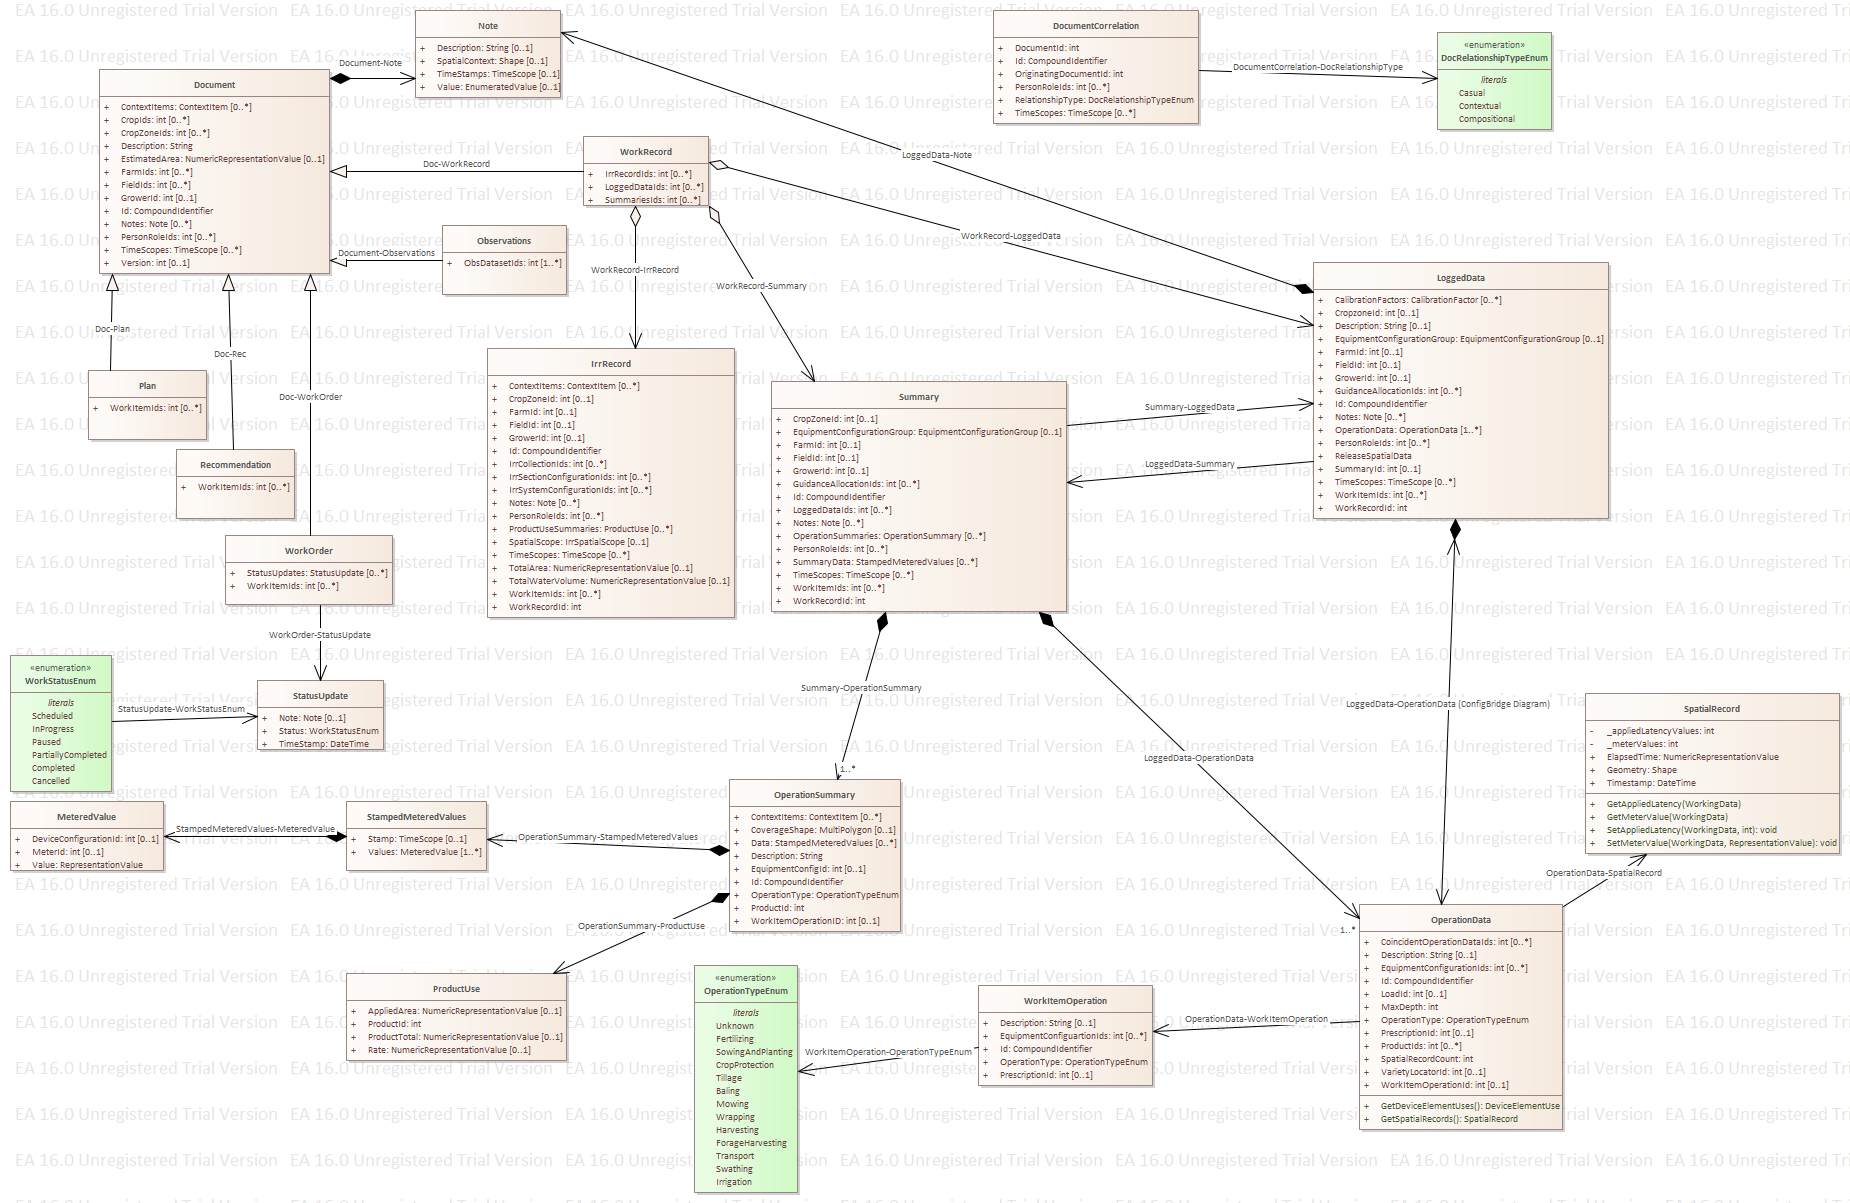 Note
+ Description: String [0..1]
+ SpatialContext: Shape [0..1]
+ TimeStamps: TimeScope [0..1]
+ Value: EnumeratedValue [0..1]
DocumentCorrelation
+ DocumentId: int
+ Id: CompoundIdentifier
+ OriginatingDocumentId: int
+ PersonRoleIds: int [0..*]
+ RelationshipType: DocRelationshipTypeEnum
+ TimeScopes: TimeScope [0..*]
DocumentCorrelation-DocRelationshipType
«enumeration»
DocRelationshipTypeEnum
literals
Casual
Contextual
Compositional
Document-Note
Document
+ ContextItems: ContextItem [0..*]
+ CropIds: int [0..*]
+ CropZoneIds: int [0..*]
+ Description: String
+ EstimatedArea: NumericRepresentationValue [0..1]
+ FarmIds: int [0..*]
+ FieldIds: int [0..*]
+ GrowerId: int [0..1]
+ Id: CompoundIdentifier
+ Notes: Note [0..*]
+ PersonRoleIds: int [0..*]
+ TimeScopes: TimeScope [0..*]
+ Version: int [0..1]
Doc-WorkRecord
WorkRecord
+ IrrRecordIds: int [0..*]
+ LoggedDataIds: int [0..*]
+ SummariesIds: int [0..*]
LoggedData-Note
WorkRecord-LoggedData
Document-Observations
Observations
+ ObsDatasetIds: int [1..*]
WorkRecord-IrrRecord
WorkRecord-Summary
Doc-Plan
Doc-Rec
Doc-WorkOrder
Plan
+ WorkItemIds: int [0..*]
Recommendation
+ WorkItemIds: int [0..*]
WorkOrder
+ StatusUpdates: StatusUpdate [0..*]
+ WorkItemIds: int [0..*]
IrrRecord
+ ContextItems: ContextItem [0..*]
+ CropZoneId: int [0..1]
+ FarmId: int [0..1]
+ FieldId: int [0..1]
+ GrowerId: int [0..1]
+ Id: CompoundIdentifier
+ IrrCollectionIds: int [0..*]
+ IrrSectionConfigurationIds: int [0..*]
+ IrrSystemConfigurationIds: int [0..*]
+ Notes: Note [0..*]
+ PersonRoleIds: int [0..*]
+ ProductUseSummaries: ProductUse [0..*]
+ SpatialScope: IrrSpatialScope [0..1]
+ TimeScopes: TimeScope [0..*]
+ TotalArea: NumericRepresentationValue [0..1]
+ TotalWaterVolume: NumericRepresentationValue [0..1]
+ WorkItemIds: int [0..*]
+ WorkRecordId: int
Summary
+ CropZoneId: int [0..1]
+ EquipmentConfigurationGroup: EquipmentConfigurationGroup [0..1]
+ FarmId: int [0..1]
+ FieldId: int [0..1]
+ GrowerId: int [0..1]
+ GuidanceAllocationIds: int [0..*]
+ Id: CompoundIdentifier
+ LoggedDataIds: int [0..*]
+ Notes: Note [0..*]
+ OperationSummaries: OperationSummary [0..*]
+ PersonRoleIds: int [0..*]
+ SummaryData: StampedMeteredValues [0..*]
+ TimeScopes: TimeScope [0..*]
+ WorkItemIds: int [0..*]
+ WorkRecordId: int
Summary-LoggedData
LoggedData-Summary
LoggedData
+ CalibrationFactors: CalibrationFactor [0..*]
+ CropzoneId: int [0..1]
+ Description: String [0..1]
+ EquipmentConfigurationGroup: EquipmentConfigurationGroup [0..1]
+ FarmId: int [0..1]
+ FieldId: int [0..1]
+ GrowerId: int [0..1]
+ GuidanceAllocationIds: int [0..*]
+ Id: CompoundIdentifier
+ Notes: Note [0..*]
+ OperationData: OperationData [1..*]
+ PersonRoleIds: int [0..*]
+ ReleaseSpatialData
+ SummaryId: int [0..1]
+ TimeScopes: TimeScope [0..*]
+ WorkItemIds: int [0..*]
+ WorkRecordId: int
WorkOrder-StatusUpdate
«enumeration»
WorkStatusEnum
literals
Scheduled
InProgress
Paused
PartiallyCompleted
Completed
Cancelled
StatusUpdate-WorkStatusEnum
StatusUpdate
+ Note: Note [0..1]
+ Status: WorkStatusEnum
+ TimeStamp: DateTime
Summary-OperationSummary
1..*
LoggedData-OperationData
LoggedData-OperationData (ConfigBridge Diagram)
SpatialRecord
- _appliedLatencyValues: int
- _meterValues: int
+ ElapsedTime: NumericRepresentationValue
+ Geometry: Shape
+ Timestamp: DateTime
+ GetAppliedLatency(WorkingData)
+ GetMeterValue(WorkingData)
+ SetAppliedLatency(WorkingData, int): void
+ SetMeterValue(WorkingData, RepresentationValue): void
OperationData-SpatialRecord
MeteredValue
+ DeviceConfigurationId: int [0..1]
+ MeterId: int [0..1]
+ Value: RepresentationValue
StampedMeteredValues-MeteredValue
StampedMeteredValues
+ Stamp: TimeScope [0..1]
+ Values: MeteredValue [1..*]
OperationSummary-StampedMeteredValues
OperationSummary
+ ContextItems: ContextItem [0..*]
+ CoverageShape: MultiPolygon [0..1]
+ Data: StampedMeteredValues [0..*]
+ Description: String
+ EquipmentConfigId: int [0..1]
+ Id: CompoundIdentifier
+ OperationType: OperationTypeEnum
+ ProductId: int
+ WorkItemOperationID: int [0..1]
OperationSummary-ProductUse
ProductUse
+ AppliedArea: NumericRepresentationValue [0..1]
+ ProductId: int
+ ProductTotal: NumericRepresentationValue [0..1]
+ Rate: NumericRepresentationValue [0..1]
«enumeration»
OperationTypeEnum
literals
Unknown
Fertilizing
SowingAndPlanting
CropProtection
Tillage
Baling
Mowing
Wrapping
Harvesting
ForageHarvesting
Transport
Swathing
Irrigation
WorkItemOperation-OperationTypeEnum
WorkItemOperation
+ Description: String [0..1]
+ EquipmentConfiguartionIds: int [0..*]
+ Id: CompoundIdentifier
+ OperationType: OperationTypeEnum
+ PrescriptionId: int [0..1]
OperationData-WorkItemOperation
1..*
OperationData
+ CoincidentOperationDataIds: int [0..*]
+ Description: String [0..1]
+ EquipmentConfigurationIds: int [0..*]
+ Id: CompoundIdentifier
+ LoadId: int [0..1]
+ MaxDepth: int
+ OperationType: OperationTypeEnum
+ PrescriptionId: int [0..1]
+ ProductIds: int [0..*]
+ SpatialRecordCount: int
+ VarietyLocatorId: int [0..1]
+ WorkItemOperationId: int [0..1]
+ GetDeviceElementUses(): DeviceElementUse
+ GetSpatialRecords(): SpatialRecord
EA 16.0 Unregistered Trial Version